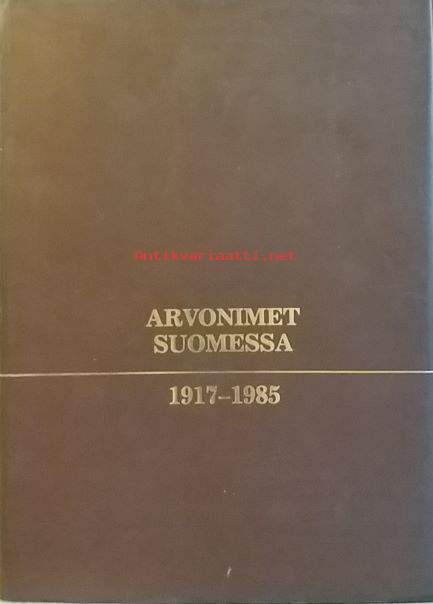 Antikvariaatti.net
ARVONIMET
SUOMESSA
1917–1985